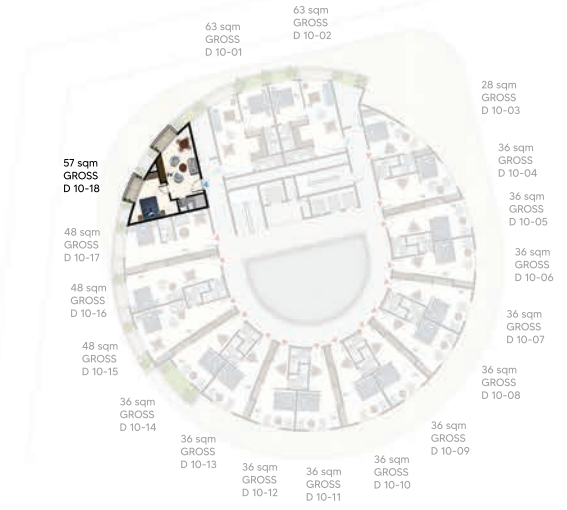 63 sqm
GROSS
D 10-01
63 sqm
GROSS
D 10-02
28 sqm
GROSS
D 10-03
36 sqm
GROSS
D 10-04
36 sqm
GROSS
D 10-05
36 sqm
GROSS
D 10-06
36 sqm
GROSS
D 10-07
36 sqm
GROSS
D 10-08
36 sqm
GROSS
D 10-09
36 sqm
GROSS
D 10-10
36 sqm
GROSS
D 10-11
36 sqm
GROSS
D 10-12
36 sqm
GROSS
D 10-13
36 sqm
GROSS
D 10-14
48 sqm
GROSS
D 10-15
48 sqm
GROSS
D 10-16
48 sqm
GROSS
D 10-17
57 sqm
GROSS
D 10-18